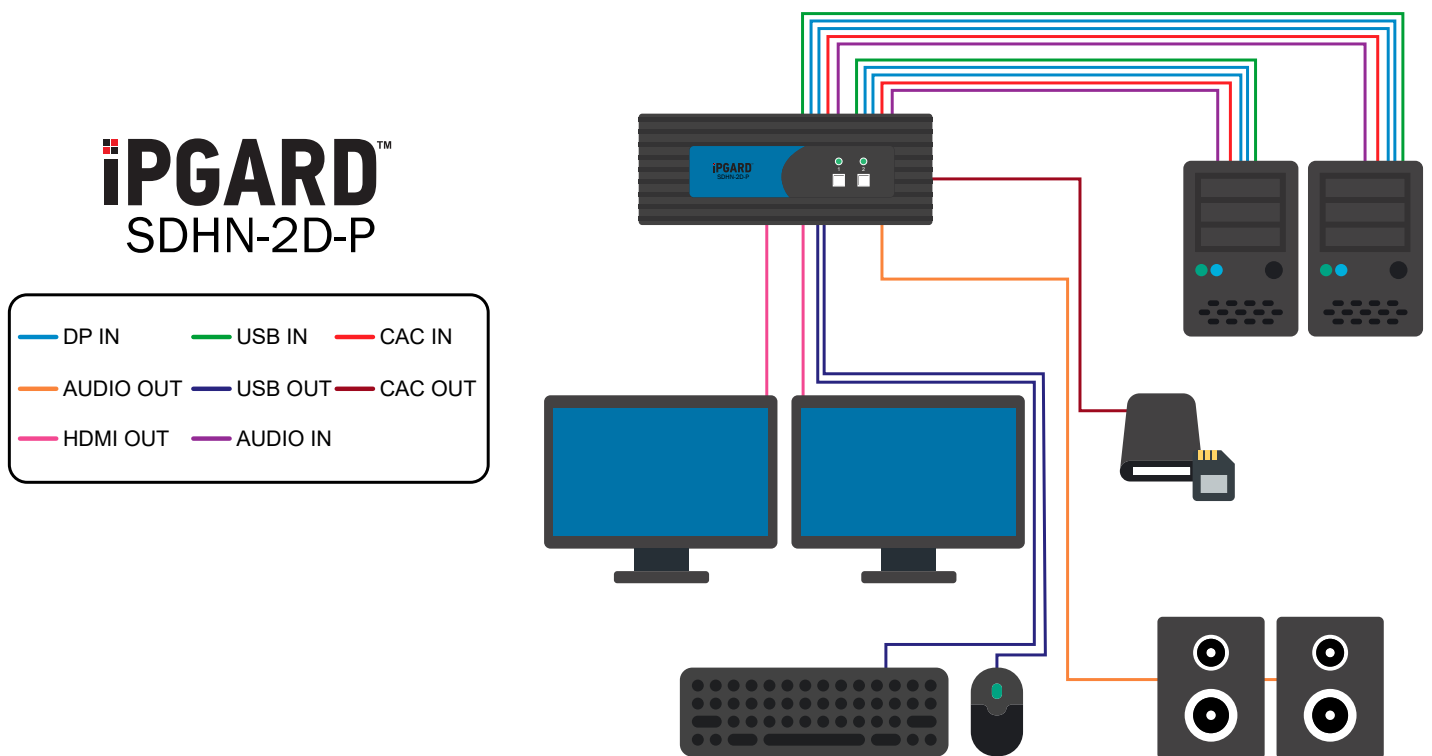 iPGARD™
SDHN-2D-P
DP IN
USB IN
CAC IN
AUDIO OUT
USB OUT
CAC OUT
HDMI OUT
AUDIO IN
iPGARD
SDHN-2D-P
1 2